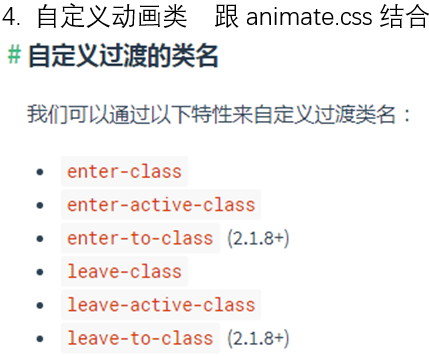 4. 自定义动画类 跟 animate.css 结合
# 自定义过渡的类名
我们可以通过以下特性来自定义过渡类名：
• enter-class
• enter-active-class
• enter-to-class (2.1.8+)
• leave-class
• leave-active-class
• leave-to-class (2.1.8+)